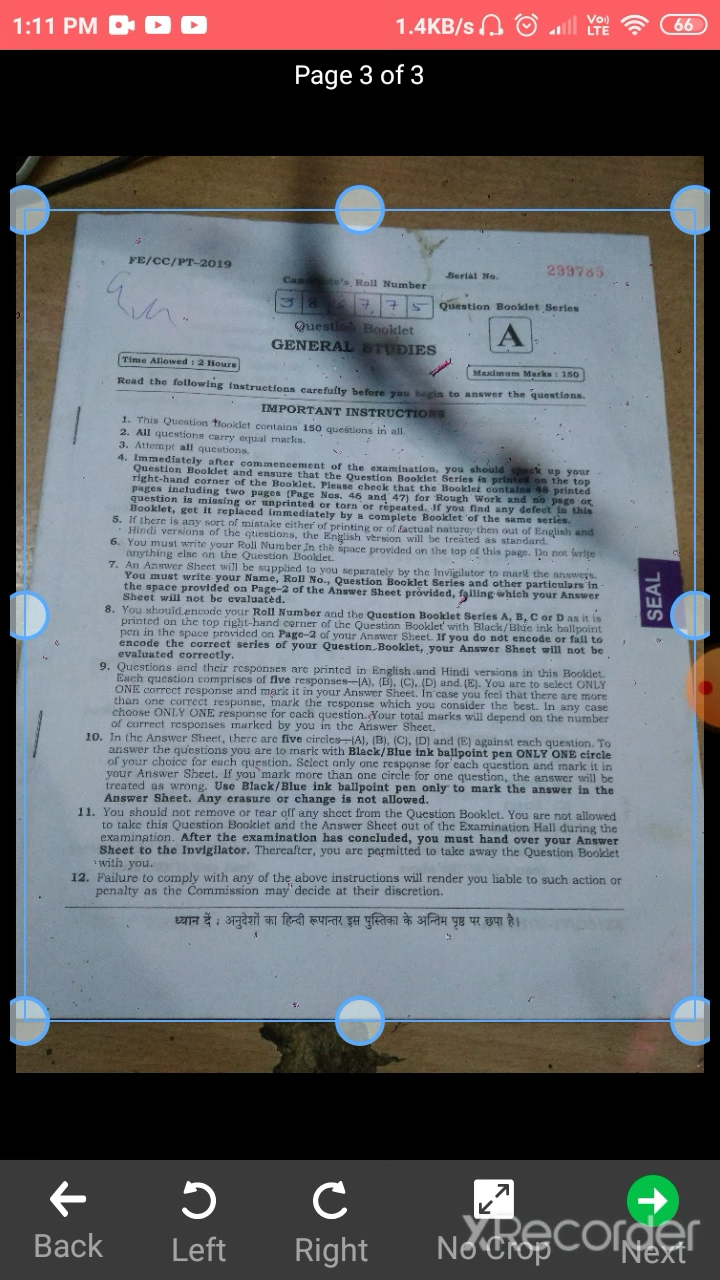 1:11 PM 1.4KB/s Vo)) LTE 66
Page 3 of 3
FE/CC/PT-2019
Serial No. 239785
Candidate's Roll Number
3 8 7 7 5 Question Booklet Series
Question Booklet A
GENERAL STUDIES
Time Allowed : 2 Hours
Maximum Marks : 150
Read the following instructions carefully before you begin to answer the questions.
IMPORTANT INSTRUCTIONS
1. This Question Booklet contains 150 questions in all.
2. All questions carry equal marks.
3. Attempt all questions.
4. Immediately after commencement of the examination, you should check up your
Question Booklet and ensure that the Question Booklet Series is printed on the top
right-hand corner of the Booklet. Please check that the Booklet contains 48 printed
pages including two pages (Page Nos. 46 and 47) for Rough Work and no page or
question is missing or unprinted or torn or repeated. If you find any defect in this
Booklet, get it replaced immediately by a complete Booklet of the same series.
5. If there is any sort of mistake either of printing or of factual nature, then out of English and
Hindi versions of the questions, the English version will be treated as standard.
6. You must write your Roll Number in the space provided on the top of this page. Do not write
anything else on the Question Booklet.
7. An Answer Sheet will be supplied to you separately by the Invigilator to mark the answers.
You must write your Name, Roll No., Question Booklet Series and other particulars in
the space provided on Page-2 of the Answer Sheet provided, failing which your Answer
Sheet will not be evaluated.
8. You should encode your Roll Number and the Question Booklet Series A, B, C or D as it is
printed on the top right-hand corner of the Question Booklet with Black/Blue ink ballpoint
pen in the space provided on Page-2 of your Answer Sheet. If you do not encode or fail to
encode the correct series of your Question Booklet, your Answer Sheet will not be
evaluated correctly.
9. Questions and their responses are printed in English and Hindi versions in this Booklet.
Each question comprises of five responses—(A), (B), (C), (D) and (E). You are to select ONLY
ONE correct response and mark it in your Answer Sheet. In case you feel that there are more
than one correct response, mark the response which you consider the best. In any case
choose ONLY ONE response for each question. Your total marks will depend on the number
of correct responses marked by you in the Answer Sheet.
10. In the Answer Sheet, there are five circles—(A), (B), (C), (D) and (E) against each question. To
answer the questions you are to mark with Black/Blue ink ballpoint pen ONLY ONE circle
of your choice for each question. Select only one response for each question and mark it in
your Answer Sheet. If you mark more than one circle for one question, the answer will be
treated as wrong. Use Black/Blue ink ballpoint pen only to mark the answer in the
Answer Sheet. Any erasure or change is not allowed.
11. You should not remove or tear off any sheet from the Question Booklet. You are not allowed
to take this Question Booklet and the Answer Sheet out of the Examination Hall during the
examination. After the examination has concluded, you must hand over your Answer
Sheet to the Invigilator. Thereafter, you are permitted to take away the Question Booklet
with you.
12. Failure to comply with any of the above instructions will render you liable to such action or
penalty as the Commission may decide at their discretion.
ध्यान दें : अनुदेशों का हिन्दी रूपान्तर इस पुस्तिका के अन्तिम पृष्ठ पर छपा है।
SEAL
Back Left Right No Crop Next
XRecorder